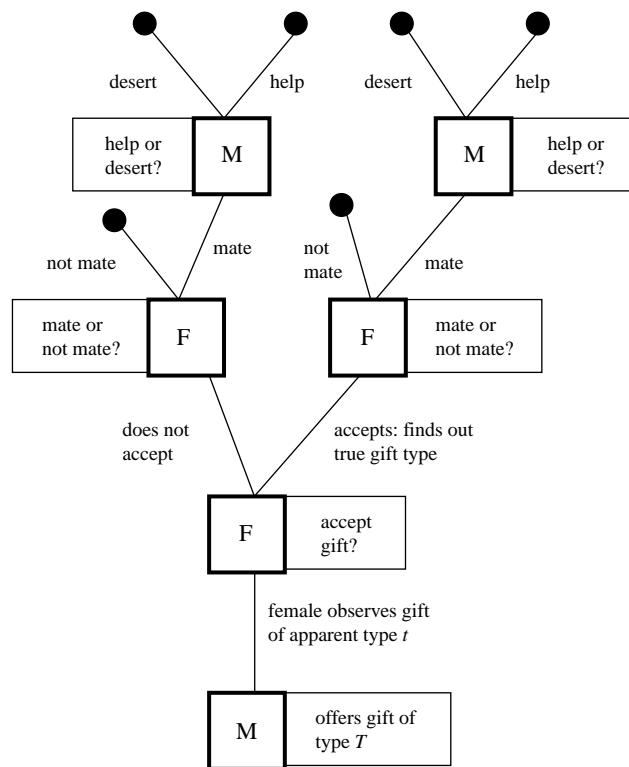 desert
help
desert
help
help or
desert?
M
M
help or
desert?
not mate
mate
not
mate
mate
mate or
not mate?
F
F
mate or
not mate?
does not
accept
accepts: finds out
true gift type
F
accept
gift?
female observes gift
of apparent type t
M
offers gift of
type T